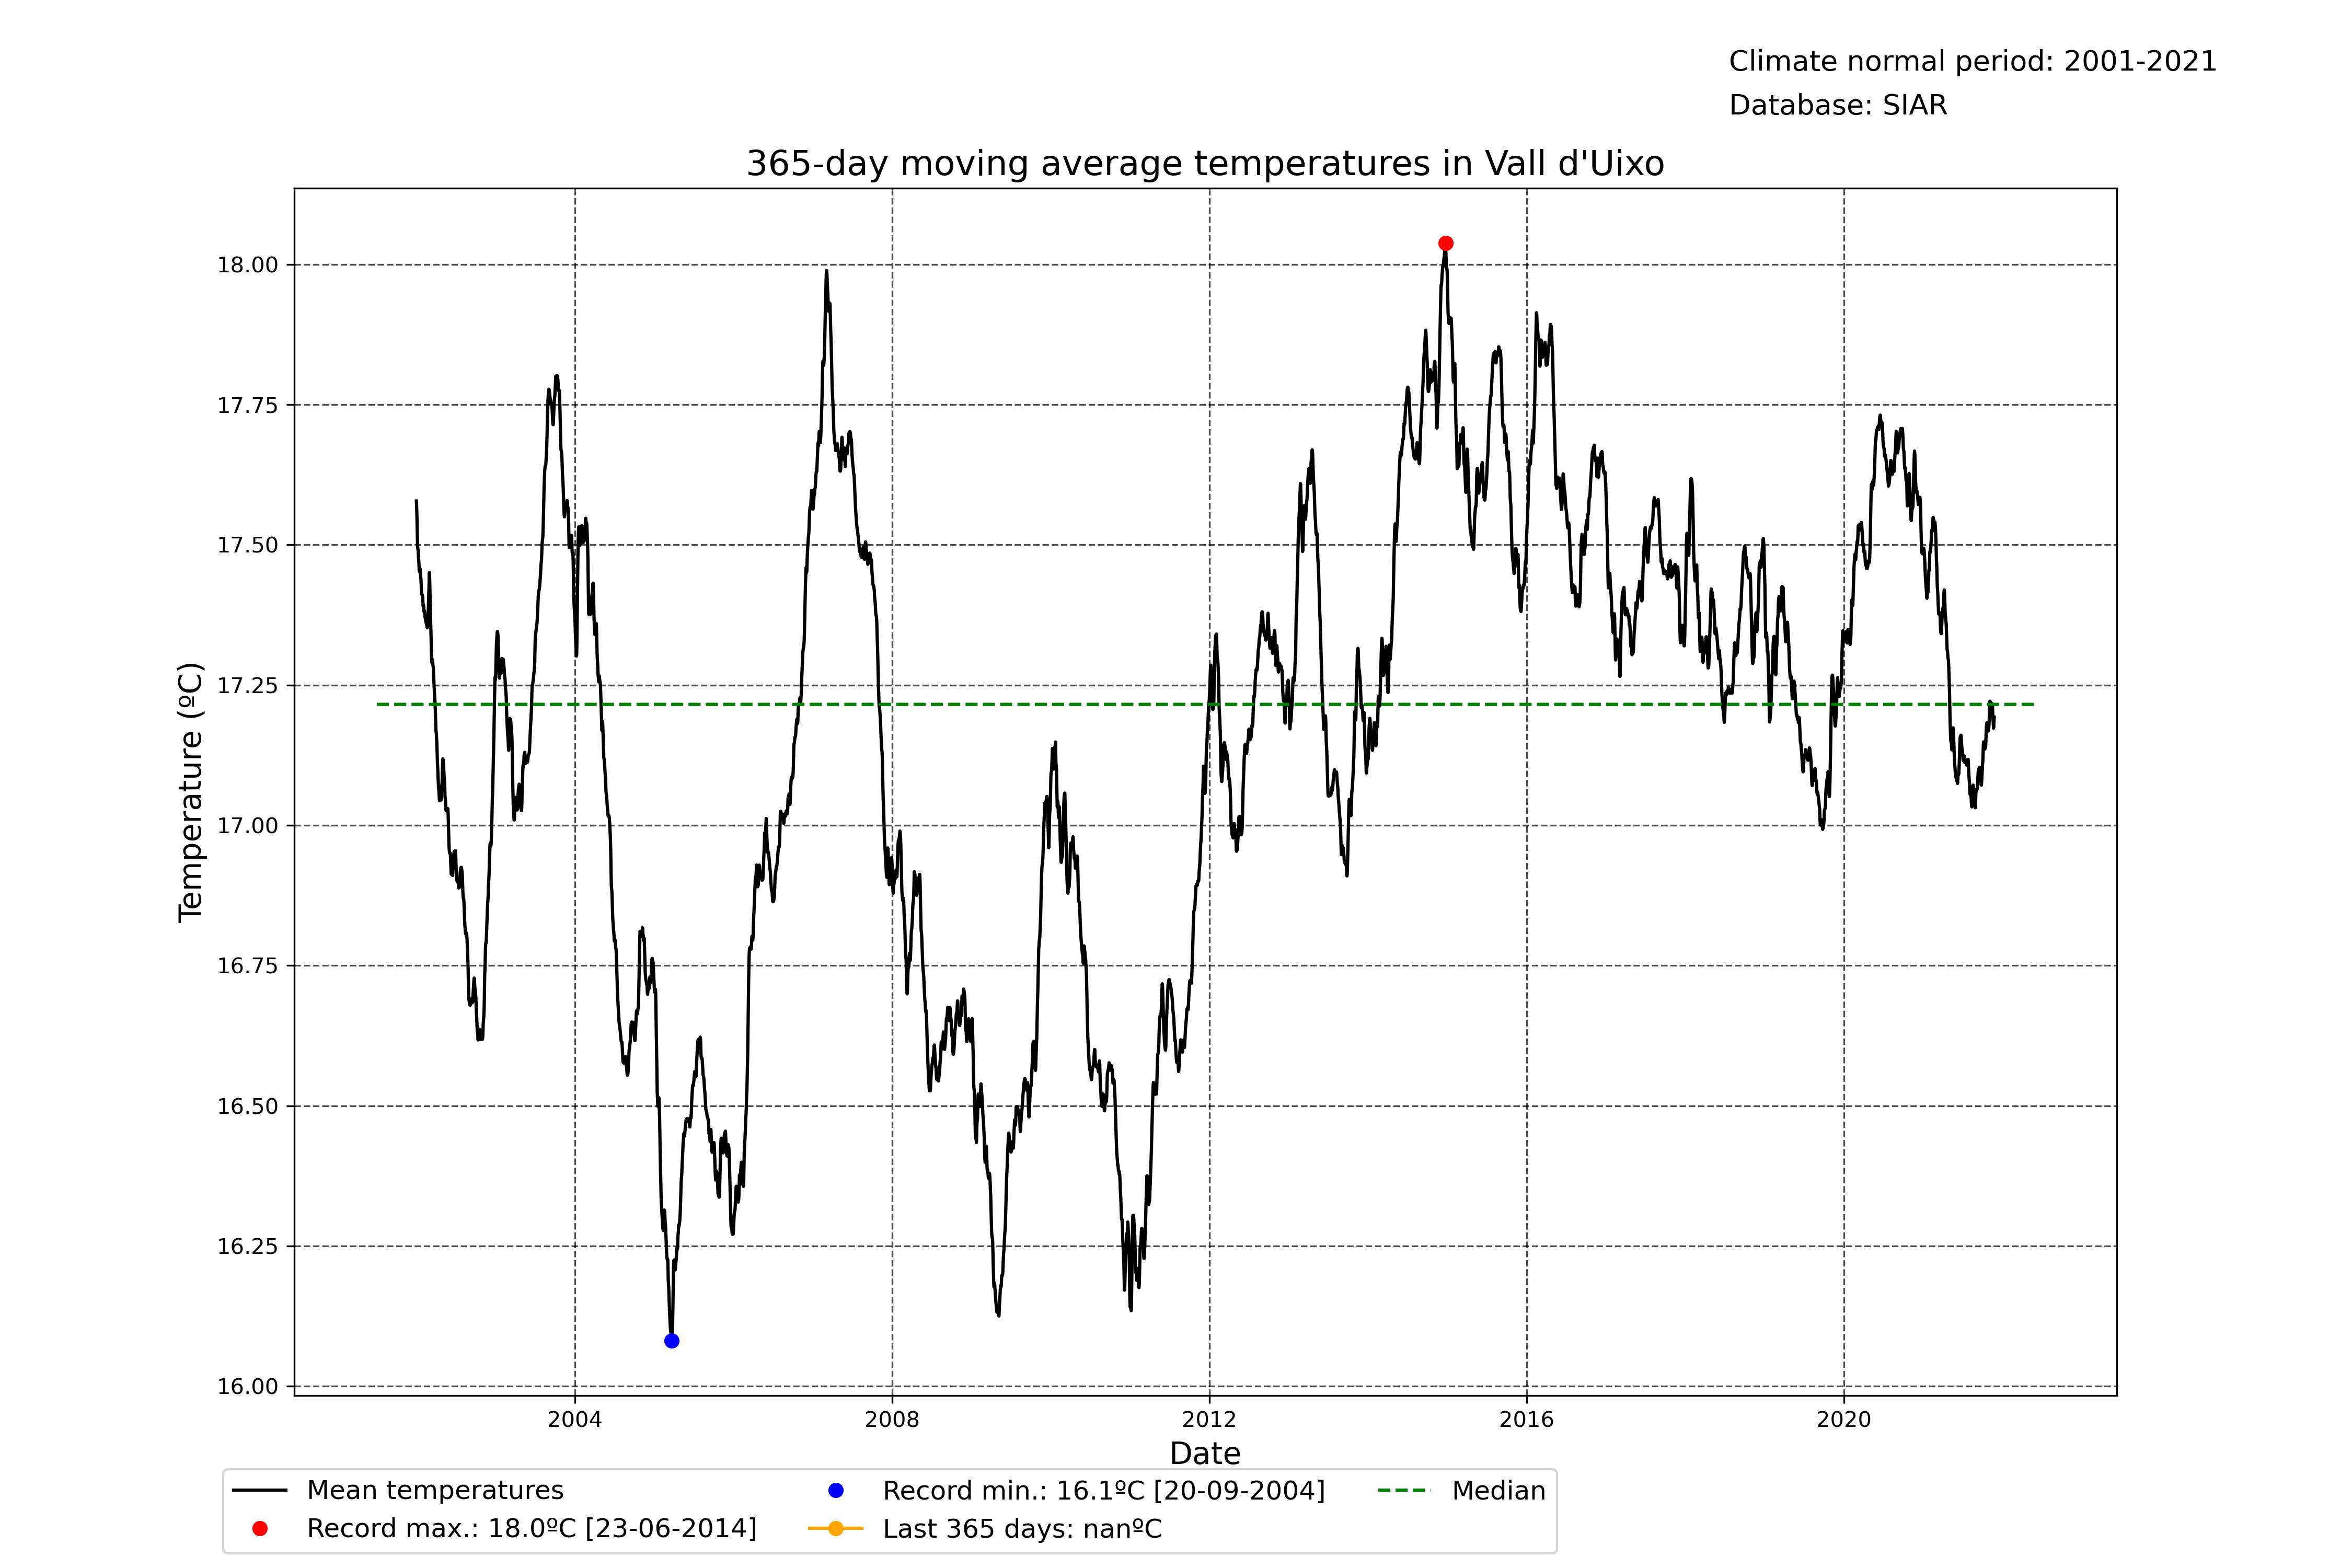 Climate normal period: 2001-2021
Database: SIAR
365-day moving average temperatures in Vall d'Uixo
18.00
17.75
17.50
17.25
17.00
16.75
16.50
16.25
16.00
Temperature (ºC)
2004 2008 2012 2016 2020
Date
Mean temperatures
Record max.: 18.0ºC [23-06-2014]
Record min.: 16.1ºC [20-09-2004]
Last 365 days: nanºC
Median